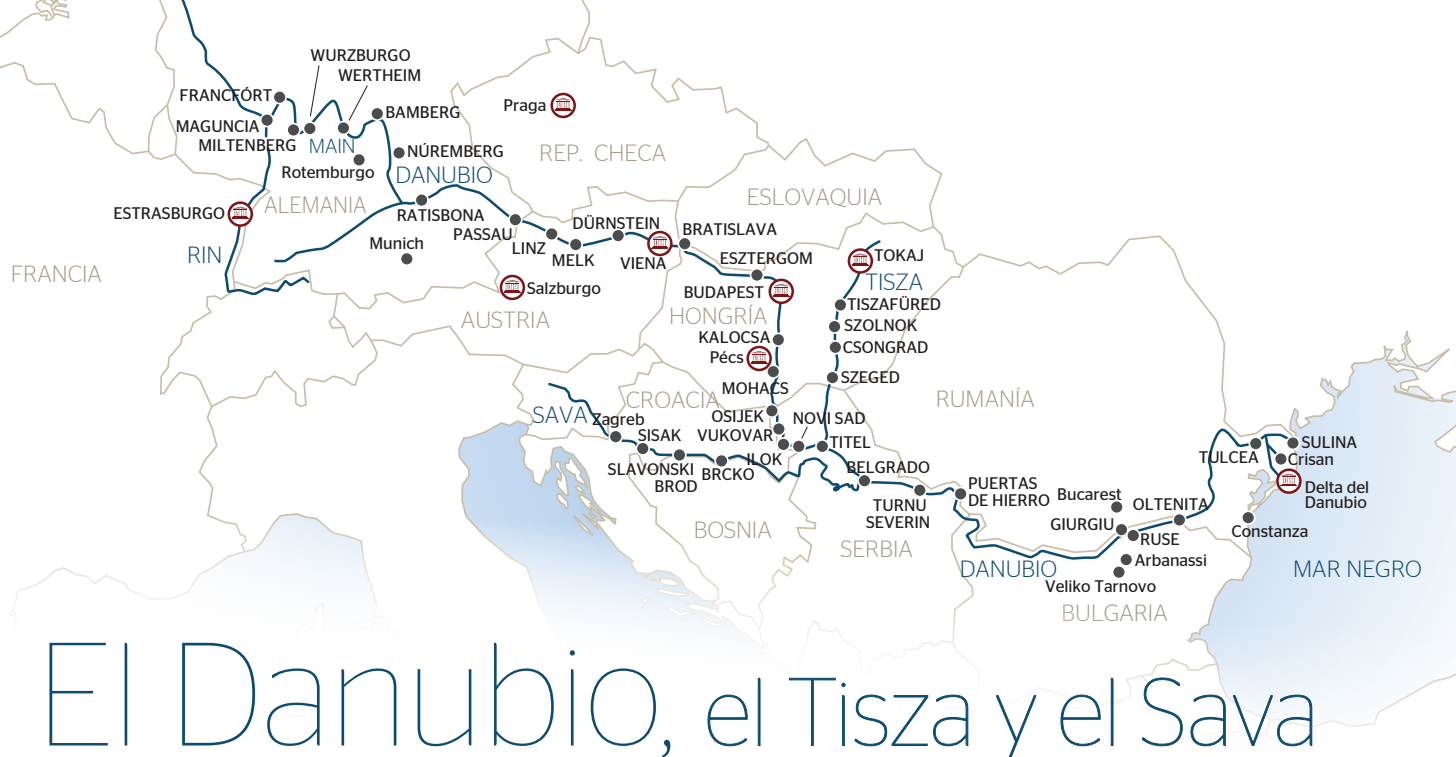 WURZBURGO
WERTHEIM
FRANCFÓRT
BAMBERG
Praga
MAGUNCIA
MILTENBERG
MAIN
NÚREMBERG
REP. CHECA
Rotemburgo
DANUBIO
ESLOVAQUIA
ESTRASBURGO
ALEMANIA
RATISBONA
PASSAU
DÜRNSTEIN
BRATISLAVA
Munich
LINZ
MELK
VIENA
RIN
ESZTERGOM
TOKAJ
FRANCIA
Salzburgo
BUDAPEST
TISZA
TISZAFÜRED
AUSTRIA
HONGRÍA
SZOLNOK
KALOCSA
CSONGRAD
Pécs
SZEGED
MOHACS
CROACIA
RUMANÍA
SAVA
Zagreb
OSIJEK
NOVI SAD
SISAK
VUKOVAR
TITEL
SULINA
SLAVONSKI
BROD
BRCKO
ILOK
BELGRADO
TULCEA
Crisan
PUERTAS
DE HIERRO
Delta del
Danubio
TURNU
SEVERIN
Bucarest
OLTENITA
BOSNIA
GIURGIU
RUSE
Constanza
SERBIA
Arbanassi
DANUBIO
MAR NEGRO
Veliko Tarnovo
BULGARIA
El Danubio, el Tisza y el Sava